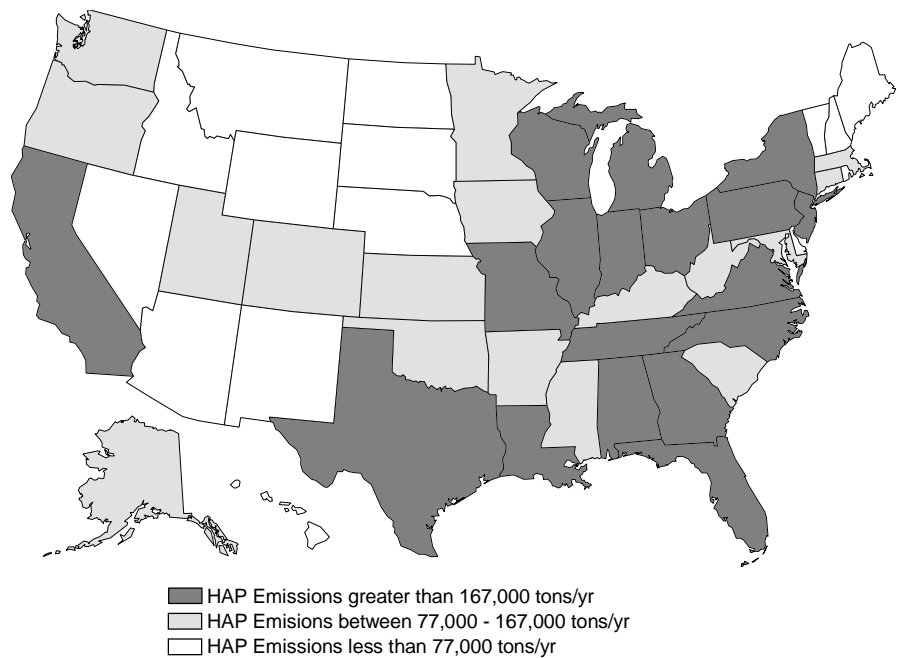 HAP Emissions greater than 167,000 tons/yr
HAP Emisions between 77,000 - 167,000 tons/yr
HAP Emissions less than 77,000 tons/yr